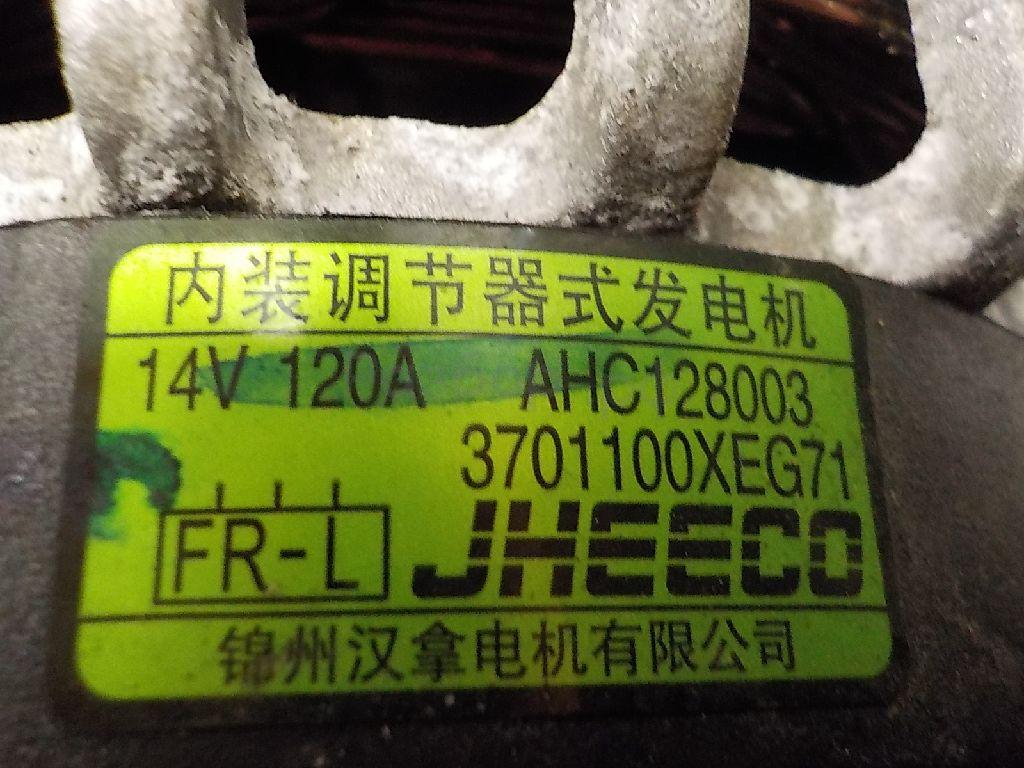 内装调节器式发电机
14V 120A AHC128003
3701100XEG71
FR-L JHEECO
锦州汉拿电机有限公司